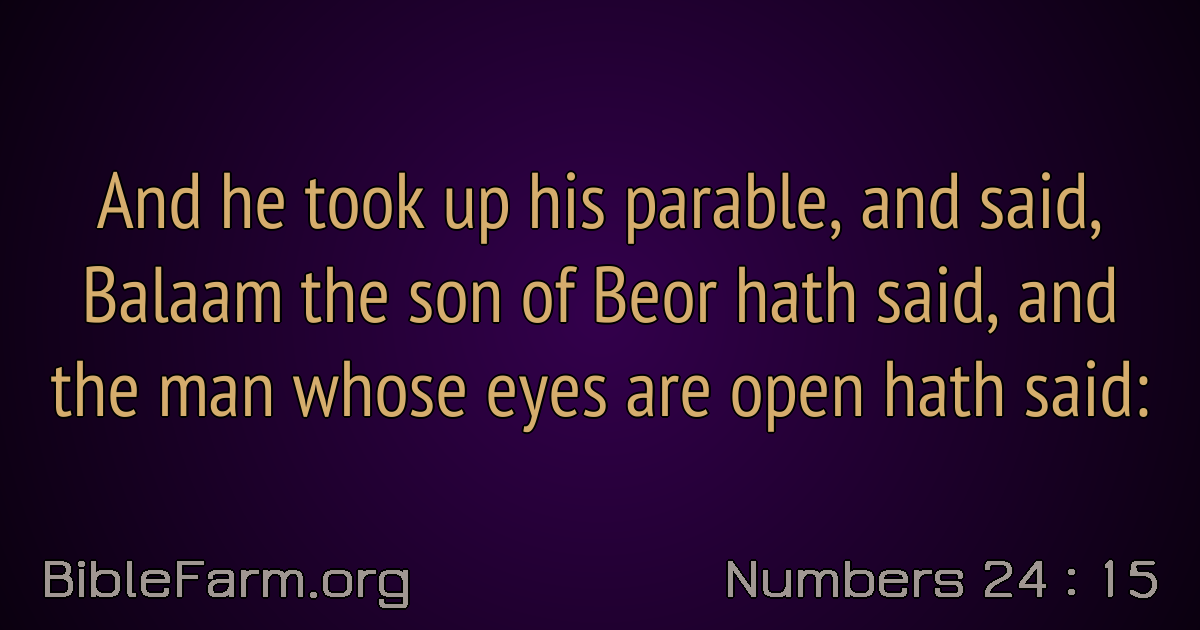 And he took up his parable, and said,
Balaam the son of Beor hath said, and
the man whose eyes are open hath said:
BibleFarm.org
Numbers 24 : 15